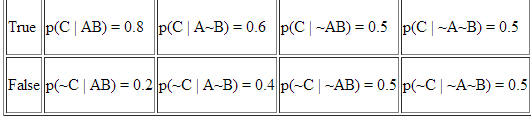 True p(C | AB) = 0.8 p(C | A~B) = 0.6 p(C | ~AB) = 0.5 p(C | ~A~B) = 0.5
False p(~C | AB) = 0.2 p(~C | A~B) = 0.4 p(~C | ~AB) = 0.5 p(~C | ~A~B) = 0.5